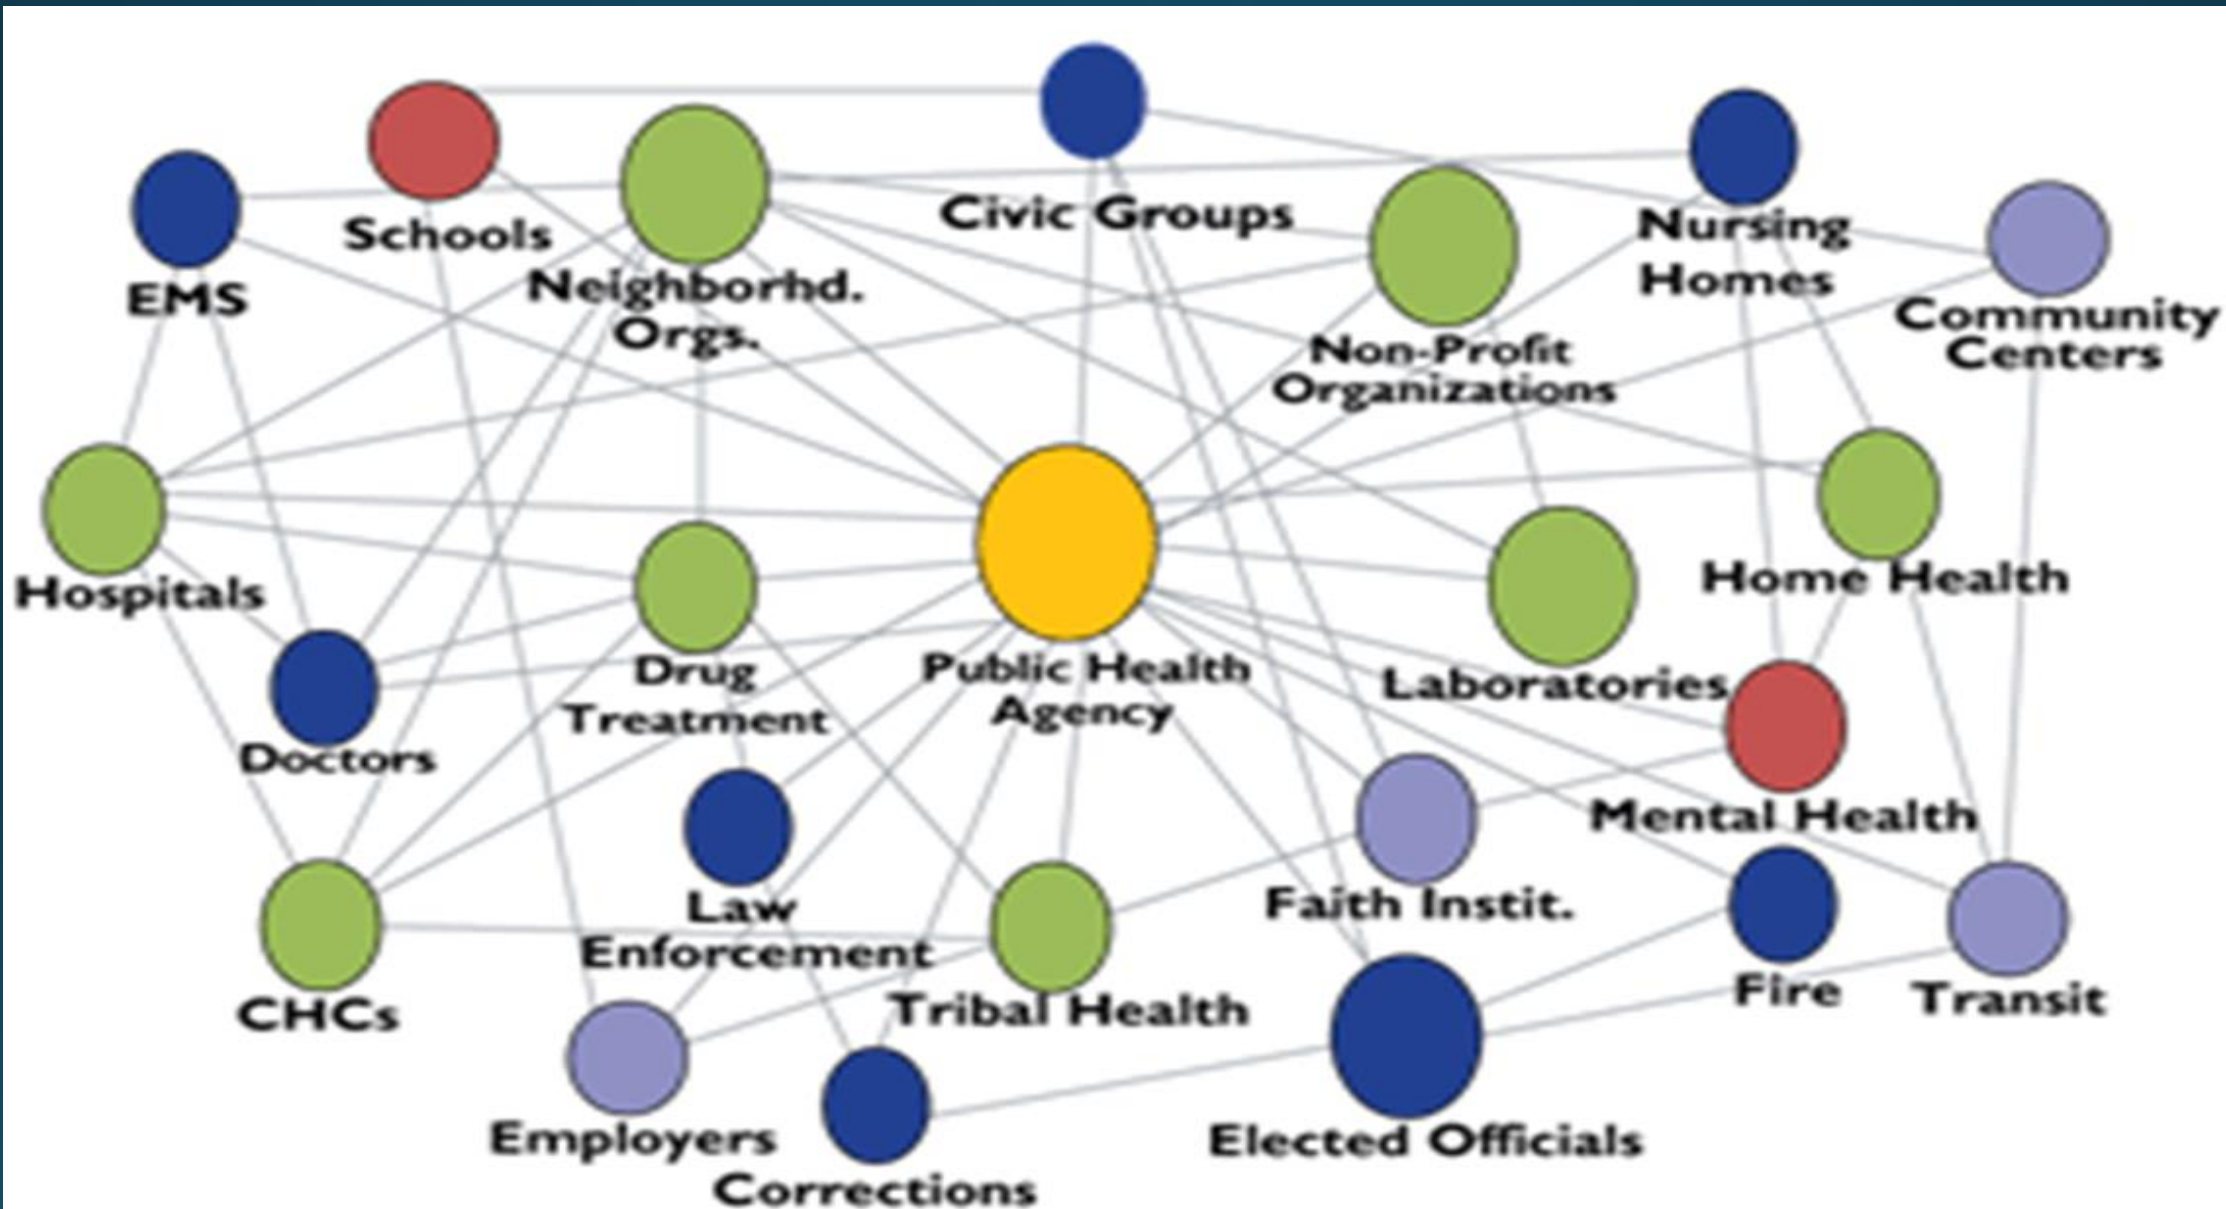 Schools
Civic Groups
Nursing
Homes
EMS
Neighborhd.
Orgs.
Non-Profit
Organizations
Community
Centers
Hospitals
Drug
Treatment
Public Health
Agency
Laboratories
Home Health
Doctors
Mental Health
Law
Enforcement
Faith Instit.
CHCs
Tribal Health
Fire
Transit
Employers
Corrections
Elected Officials